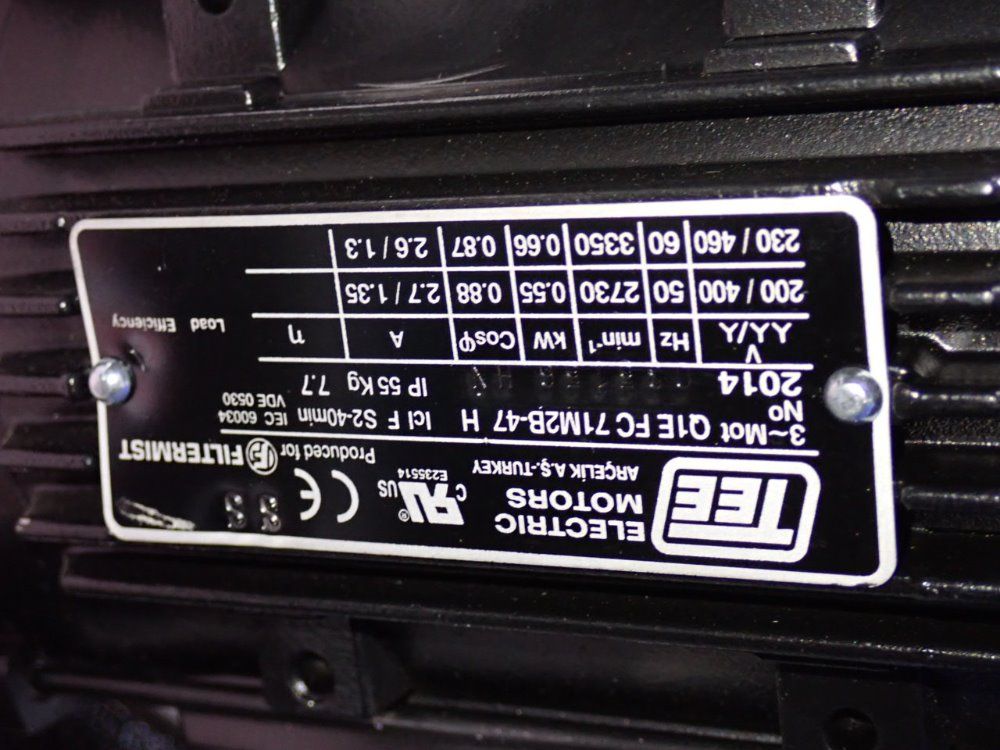 TEE
ELECTRIC
MOTORS
ARÇELİK A.Ş.-TURKEY
c UL US ®
E235514
CE
Produced for FILTERMIST
3~Mot Q1E FC 71M2B-47 H Icl F S2-40min IEC 60034
VDE 0530
No
2014 IP 55 Kg 7.7
V ⅄⅄/⅄ Hz min⁻¹ kW Cosφ A η Load Efficiency
200 / 400 50 2730 0.55 0.88 2.7 / 1.35
230 / 460 60 3350 0.66 0.87 2.6 / 1.3